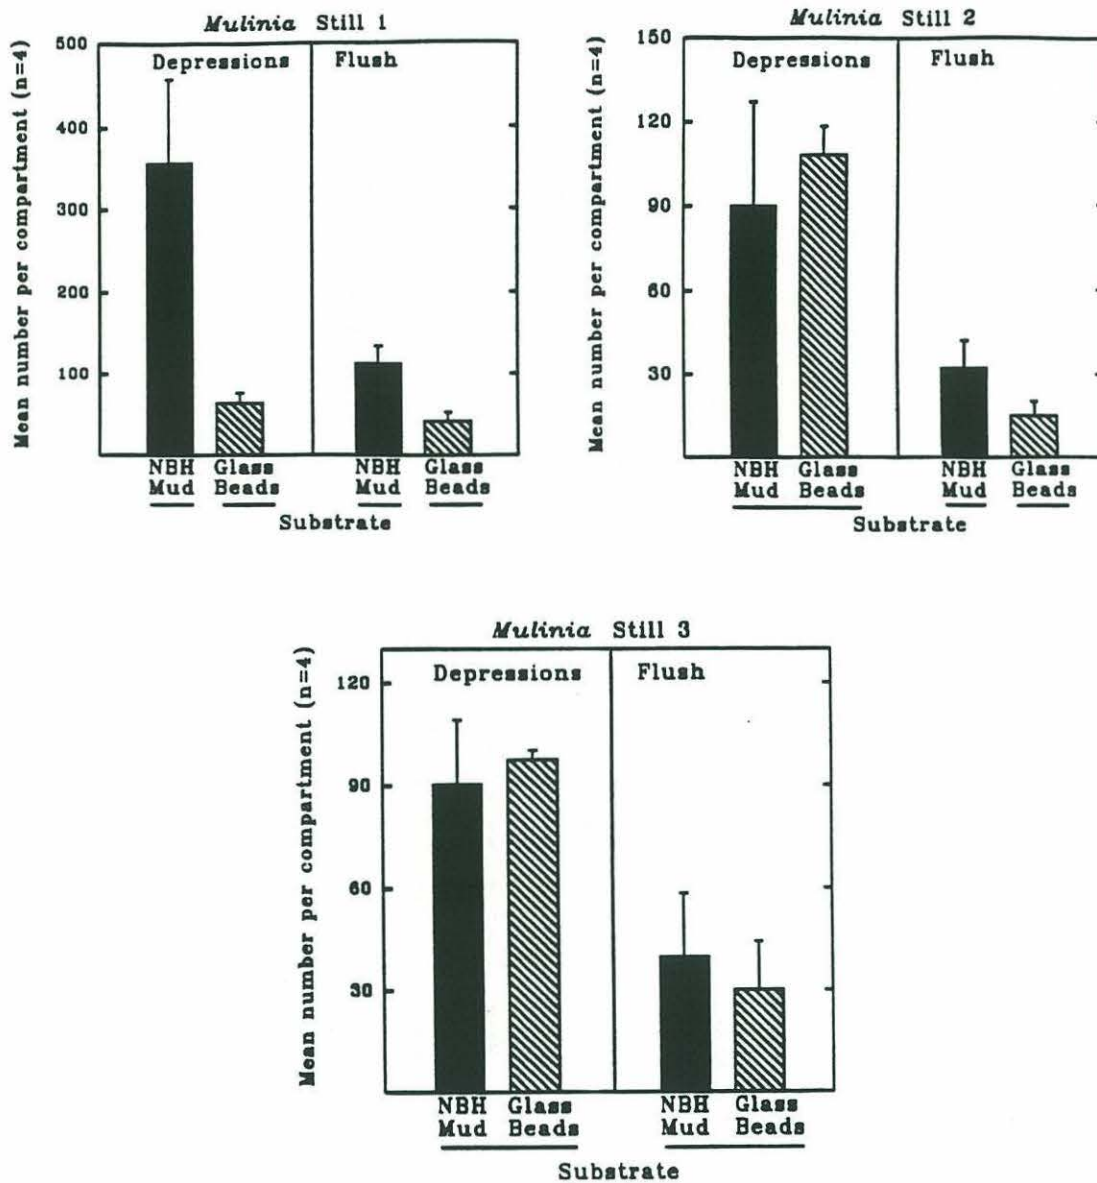 Mulinia Still 1
Mean number per compartment (n=4)
500
400
300
200
100
Depressions
Flush
NBH Glass NBH Glass
Mud Beads Mud Beads
Substrate
Mulinia Still 2
Mean number per compartment (n=4)
150
120
90
60
30
Depressions
Flush
NBH Glass NBH Glass
Mud Beads Mud Beads
Substrate
Mulinia Still 3
Mean number per compartment (n=4)
120
90
60
30
Depressions
Flush
NBH Glass NBH Glass
Mud Beads Mud Beads
Substrate